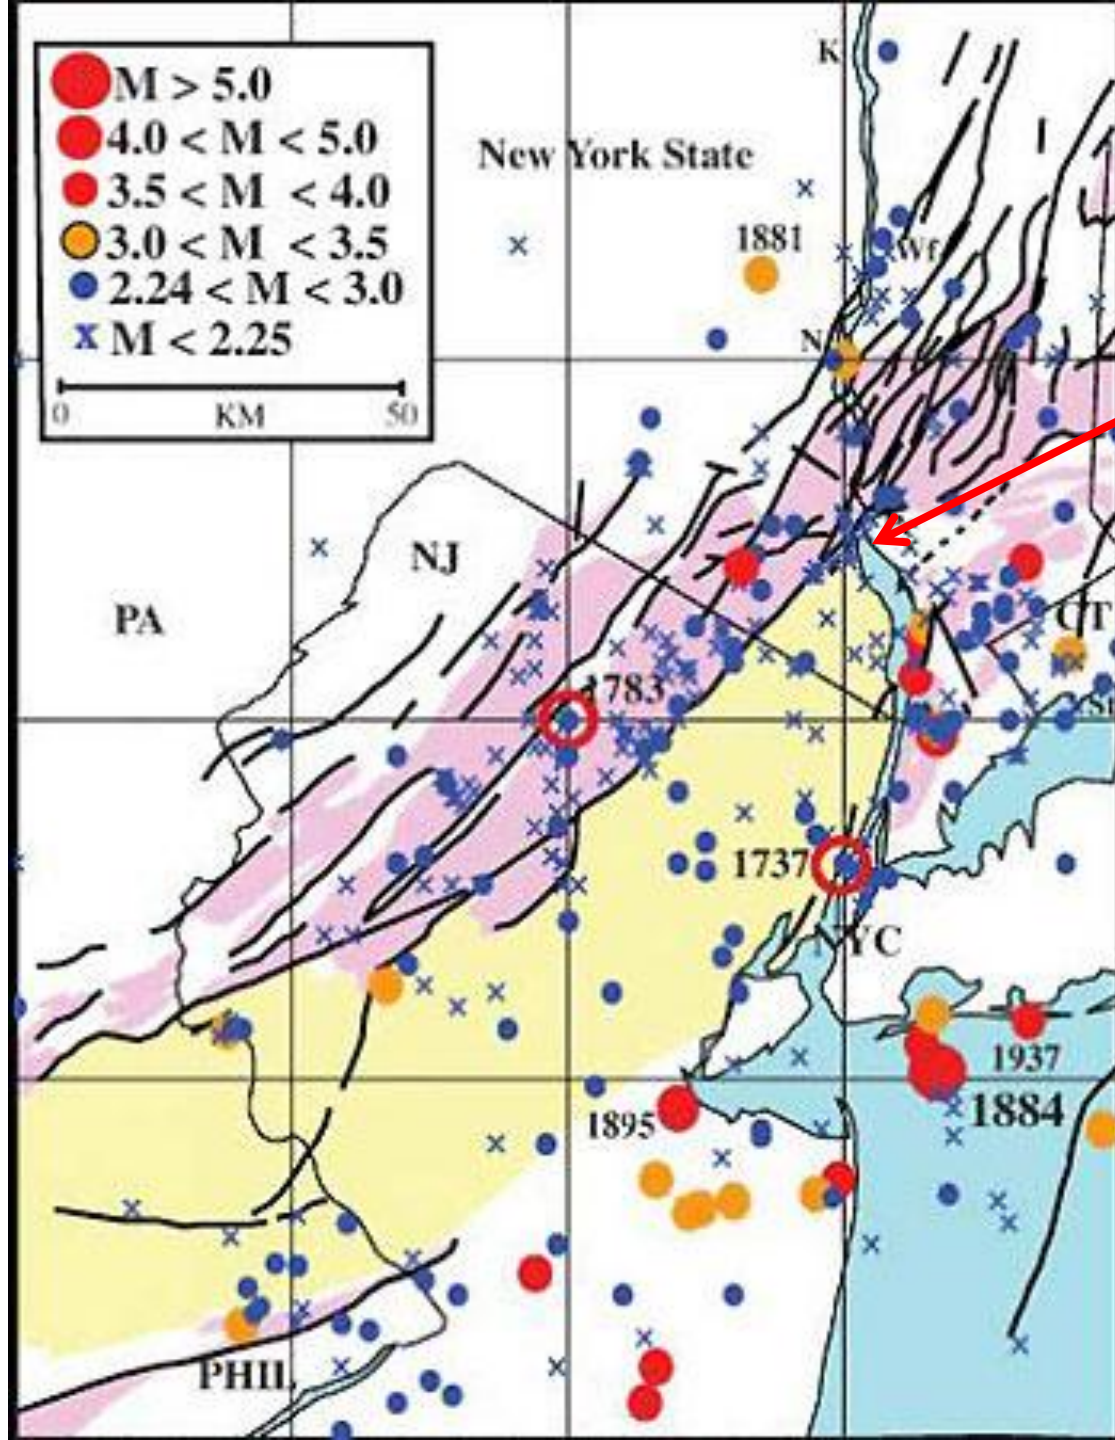 M > 5.0
4.0 < M < 5.0
3.5 < M < 4.0
3.0 < M < 3.5
2.24 < M < 3.0
x M < 2.25
0 50
KM
K
New York State
1881
Wf
N
NJ
PA
CT
1783
1737
NYC
1937
1884
1895
PHIL